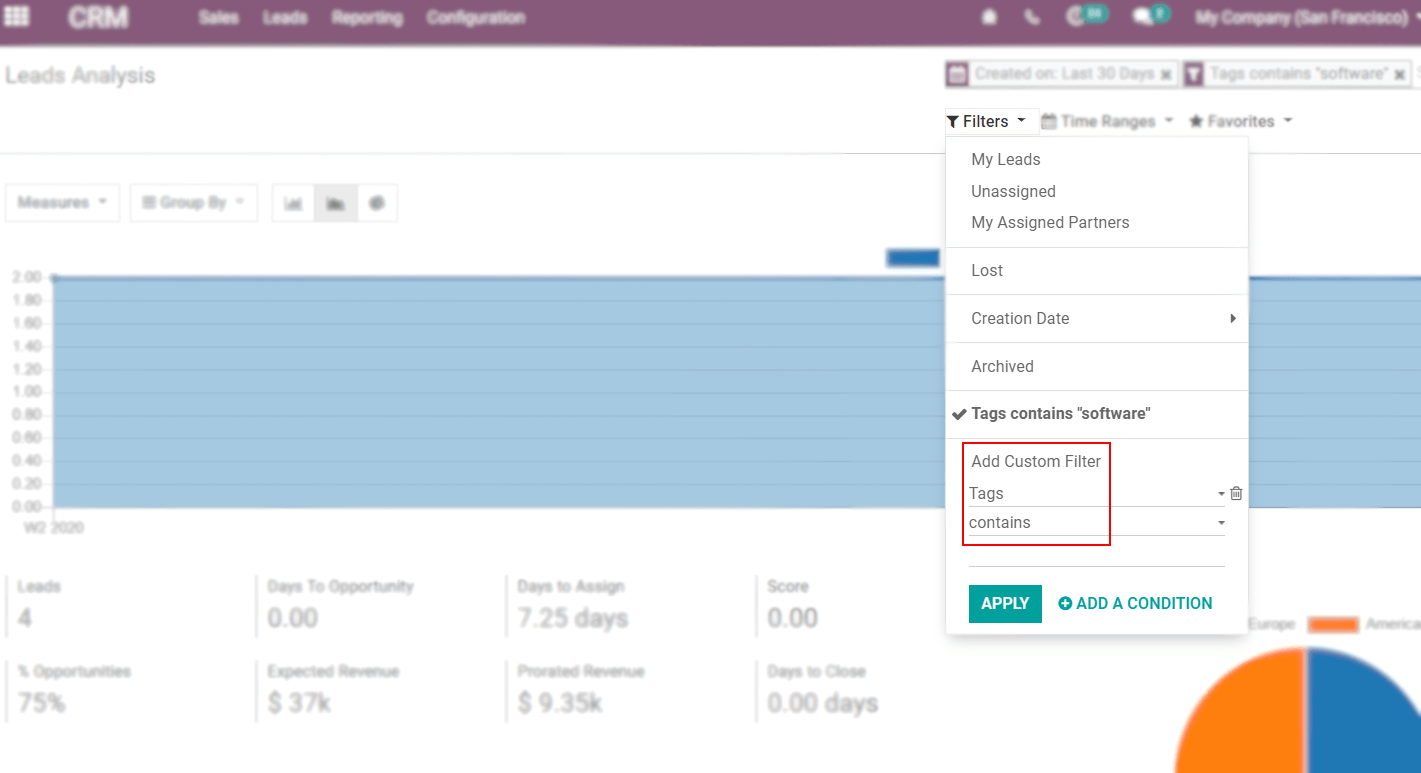 CRM Sales Leads Reporting Configuration My Company (San Francisco)
Leads Analysis
Created on: Last 30 Days Tags contains "software"
Filters Time Ranges Favorites
My Leads
Unassigned
My Assigned Partners
Lost
Creation Date
Archived
Tags contains "software"
Add Custom Filter
Tags
contains
APPLY ADD A CONDITION
Measures Group By
2.00
1.80
1.60
1.40
1.20
1.00
0.80
0.60
0.40
0.20
0.00
W2 2020
Leads Days To Opportunity Days to Assign Score
4 0.00 7.25 days 0.00
% Opportunities Expected Revenue Prorated Revenue Days to Close
75% $ 37k $ 9.35k 0.00 days
Europe America